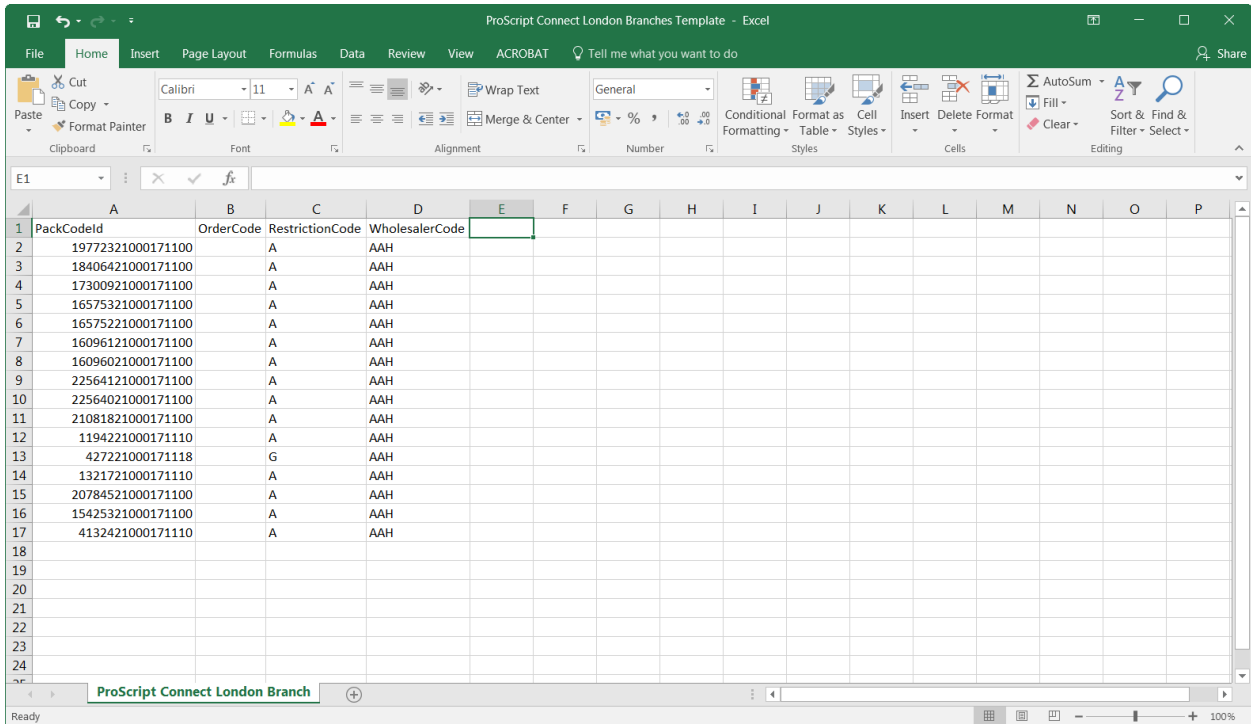 ProScript Connect London Branches Template - Excel
File Home Insert Page Layout Formulas Data Review View ACROBAT Tell me what you want to do Share
Paste Cut Copy Format Painter Clipboard
Calibri 11 A A B I U A Font
Wrap Text Merge & Center Alignment
General % , .0 .00 .00 .0 Number
Conditional Formatting Format as Table Cell Styles Styles
Insert Delete Format Cells
AutoSum Fill Clear Sort & Filter Find & Select Editing
E1 fx
A B C D E F G H I J K L M N O P
1 PackCodeId OrderCode RestrictionCode WholesalerCode
2 19772321000171100 A AAH
3 18406421000171100 A AAH
4 17300921000171100 A AAH
5 16575321000171100 A AAH
6 16575221000171100 A AAH
7 16096121000171100 A AAH
8 16096021000171100 A AAH
9 22564121000171100 A AAH
10 22564021000171100 A AAH
11 21081821000171100 A AAH
12 1194221000171110 A AAH
13 427221000171118 G AAH
14 1321721000171110 A AAH
15 20784521000171100 A AAH
16 15425321000171100 A AAH
17 4132421000171110 A AAH
18
19
20
21
22
23
24
ProScript Connect London Branch
Ready 100%